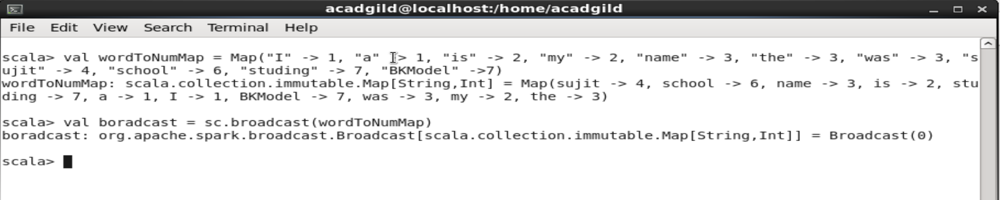 acadgild@localhost:/home/acadgild
File Edit View Search Terminal Help
scala> val wordToNumMap = Map("I" -> 1, "a" -> 1, "is" -> 2, "my" -> 2, "name" -> 3, "the" -> 3, "was" -> 3, "s
ujit" -> 4, "school" -> 6, "studing" -> 7, "BKModel" ->7)
wordToNumMap: scala.collection.immutable.Map[String,Int] = Map(sujit -> 4, school -> 6, name -> 3, is -> 2, stu
ding -> 7, a -> 1, I -> 1, BKModel -> 7, was -> 3, my -> 2, the -> 3)
scala> val boradcast = sc.broadcast(wordToNumMap)
boradcast: org.apache.spark.broadcast.Broadcast[scala.collection.immutable.Map[String,Int]] = Broadcast(0)
scala>